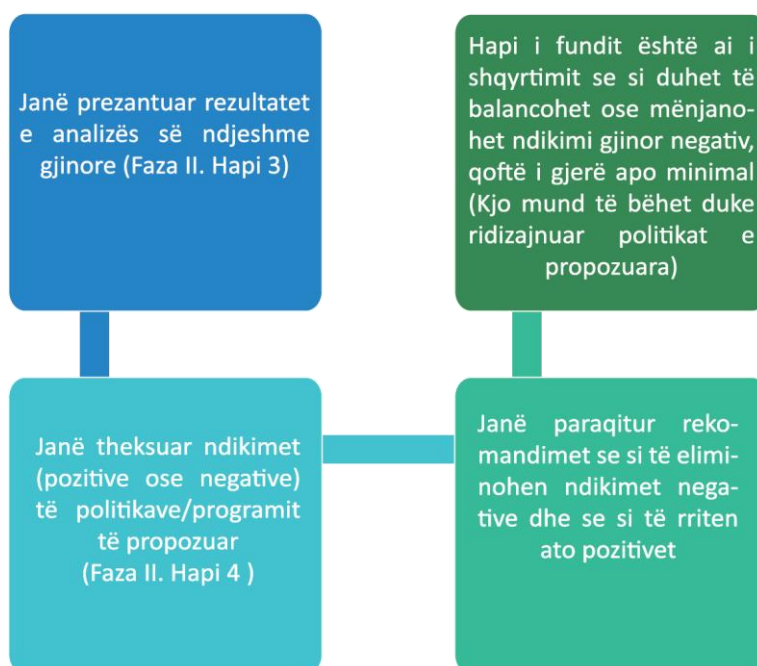 Janë prezantuar rezultatet
e analizës së ndjeshme
gjinore (Faza II. Hapi 3)
Janë theksuar ndikimet
(pozitive ose negative)
të politikave/programit
të propozuar
(Faza II. Hapi 4 )
Janë paraqitur reko-
mandimet se si të elimi-
nohen ndikimet nega-
tive dhe se si të rriten
ato pozitivet
Hapi i fundit është ai i
shqyrtimit se si duhet të
balancohet ose mënjano-
het ndikimi gjinor negativ,
qoftë i gjerë apo minimal
(Kjo mund të bëhet duke
ridizajnuar politikat e
propozuara)